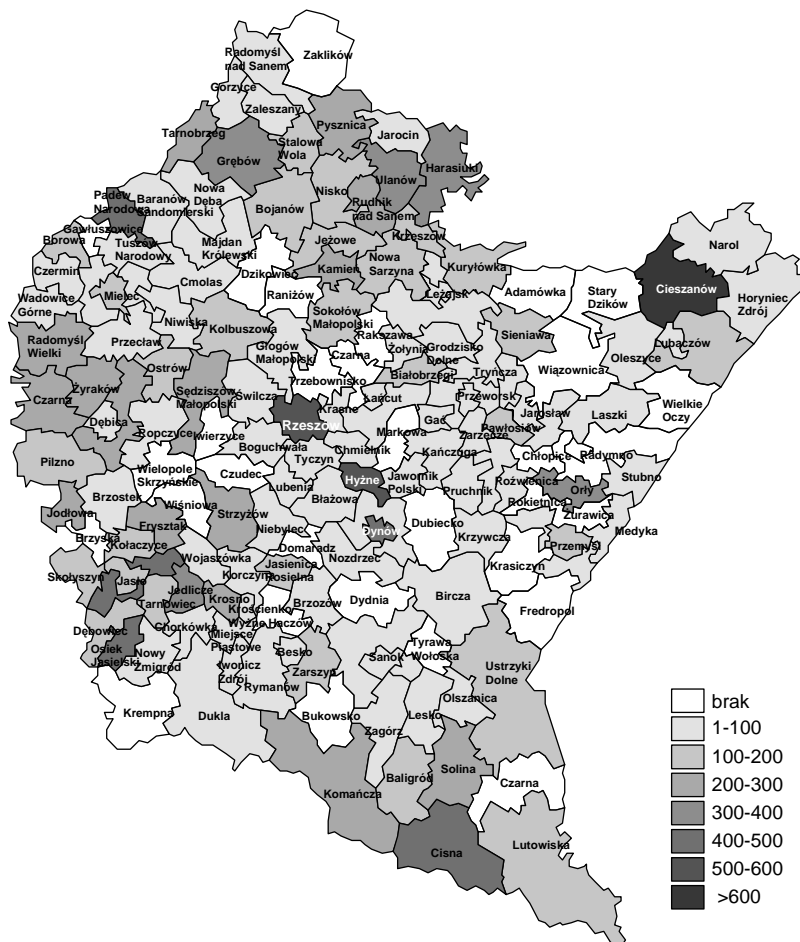 Radomyśl
nad Sanem
Zaklików
Gorzyce
Zaleszany
Tarnobrzeg
Pysznica
Jarocin
Stalowa
Wola
Grębów
Harasiuki
Ulanów
Nisko
Rudnik
nad Sanem
Padew
Narodowa
Baranów
Sandomierski
Nowa
Dęba
Bojanów
Gawłuszowice
Borowa
Tuszów
Narodowy
Majdan
Królewski
Jeżowe
Krzeszów
Narol
Czermin
Dzikowiec
Kamień
Nowa
Sarzyna
Kuryłówka
Cieszanów
Wadowice
Górne
Mielec
Cmolas
Raniżów
Leżajsk
Adamówka
Stary
Dzików
Horyniec
Zdrój
Niwiska
Sokołów
Małopolski
Radomyśl
Wielki
Przecław
Kolbuszowa
Głogów
Małopolski
Rakszawa
Żołynia
Grodzisko
Dolne
Sieniawa
Lubaczów
Oleszyce
Czarna
Ostrów
Trzebownisko
Białobrzegi
Tryńcza
Wiązownica
Czarna
Żyraków
Sędziszów
Małopolski
Świlcza
Krasne
Łańcut
Przeworsk
Wielkie
Oczy
Dębica
Ropczyce
Iwierzyce
Rzeszów
Markowa
Gać
Zarzecze
Pawłosiów
Jarosław
Laszki
Pilzno
Boguchwała
Chmielnik
Kańczuga
Chłopice
Radymno
Wielopole
Skrzyńskie
Czudec
Tyczyn
Hyżne
Jawornik
Polski
Pruchnik
Roźwienica
Rokietnica
Orły
Stubno
Brzostek
Lubenia
Błażowa
Jodłowa
Wiśniowa
Strzyżów
Niebylec
Dynów
Dubiecko
Krzywcza
Żurawica
Medyka
Brzyska
Frysztak
Kołaczyce
Domaradz
Nozdrzec
Przemyśl
Skołyszyn
Jasło
Wojaszówka
Korczyna
Jasienica
Rosielna
Krasiczyn
Jedlicze
Tarnowiec
Krosno
Krościenko
Wyżne
Haczów
Brzozów
Dydnia
Bircza
Fredropol
Dębowiec
Chorkówka
Miejsce
Piastowe
Osiek
Jasielski
Nowy
Żmigród
Iwonicz
Zdrój
Rymanów
Besko
Zarszyn
Sanok
Tyrawa
Wołoska
Ustrzyki
Dolne
Krempna
Dukla
Bukowsko
Zagórz
Lesko
Olszanica
Komańcza
Baligród
Solina
Czarna
Cisna
Lutowiska
brak
1-100
100-200
200-300
300-400
400-500
500-600
>600